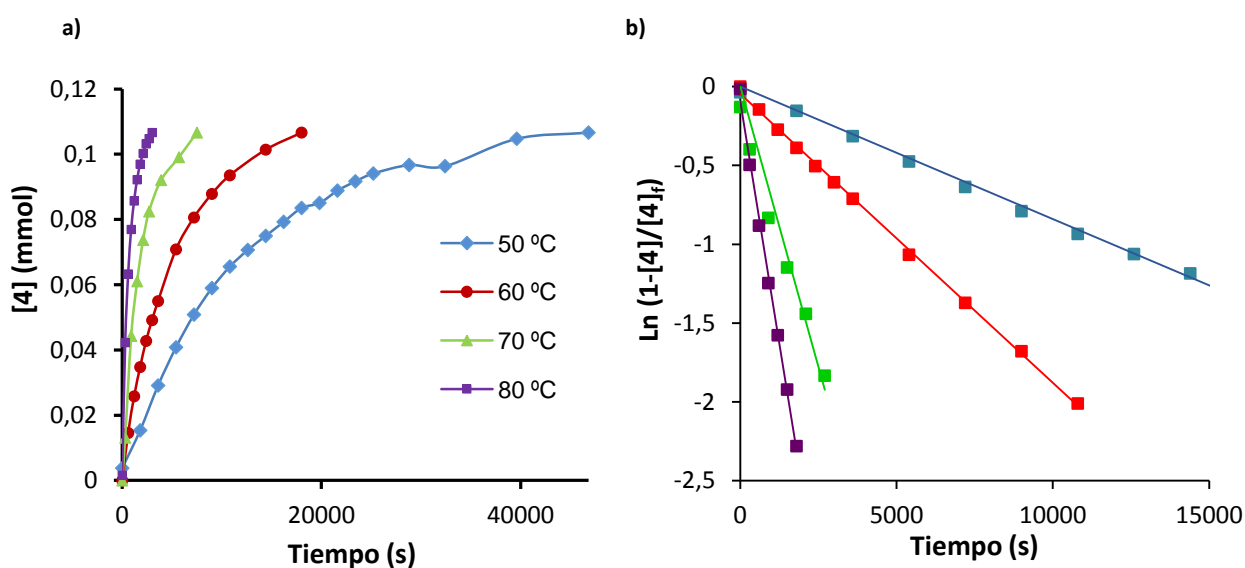 a)
0,12
0,1
0,08
0,06
0,04
0,02
0
0
20000
40000
[4] (mmol)
Tiempo (s)
50 ºC
60 ºC
70 ºC
80 ºC
b)
0
-0,5
-1
-1,5
-2
-2,5
0
5000
10000
15000
Ln (1-[4]/[4]f)
Tiempo (s)